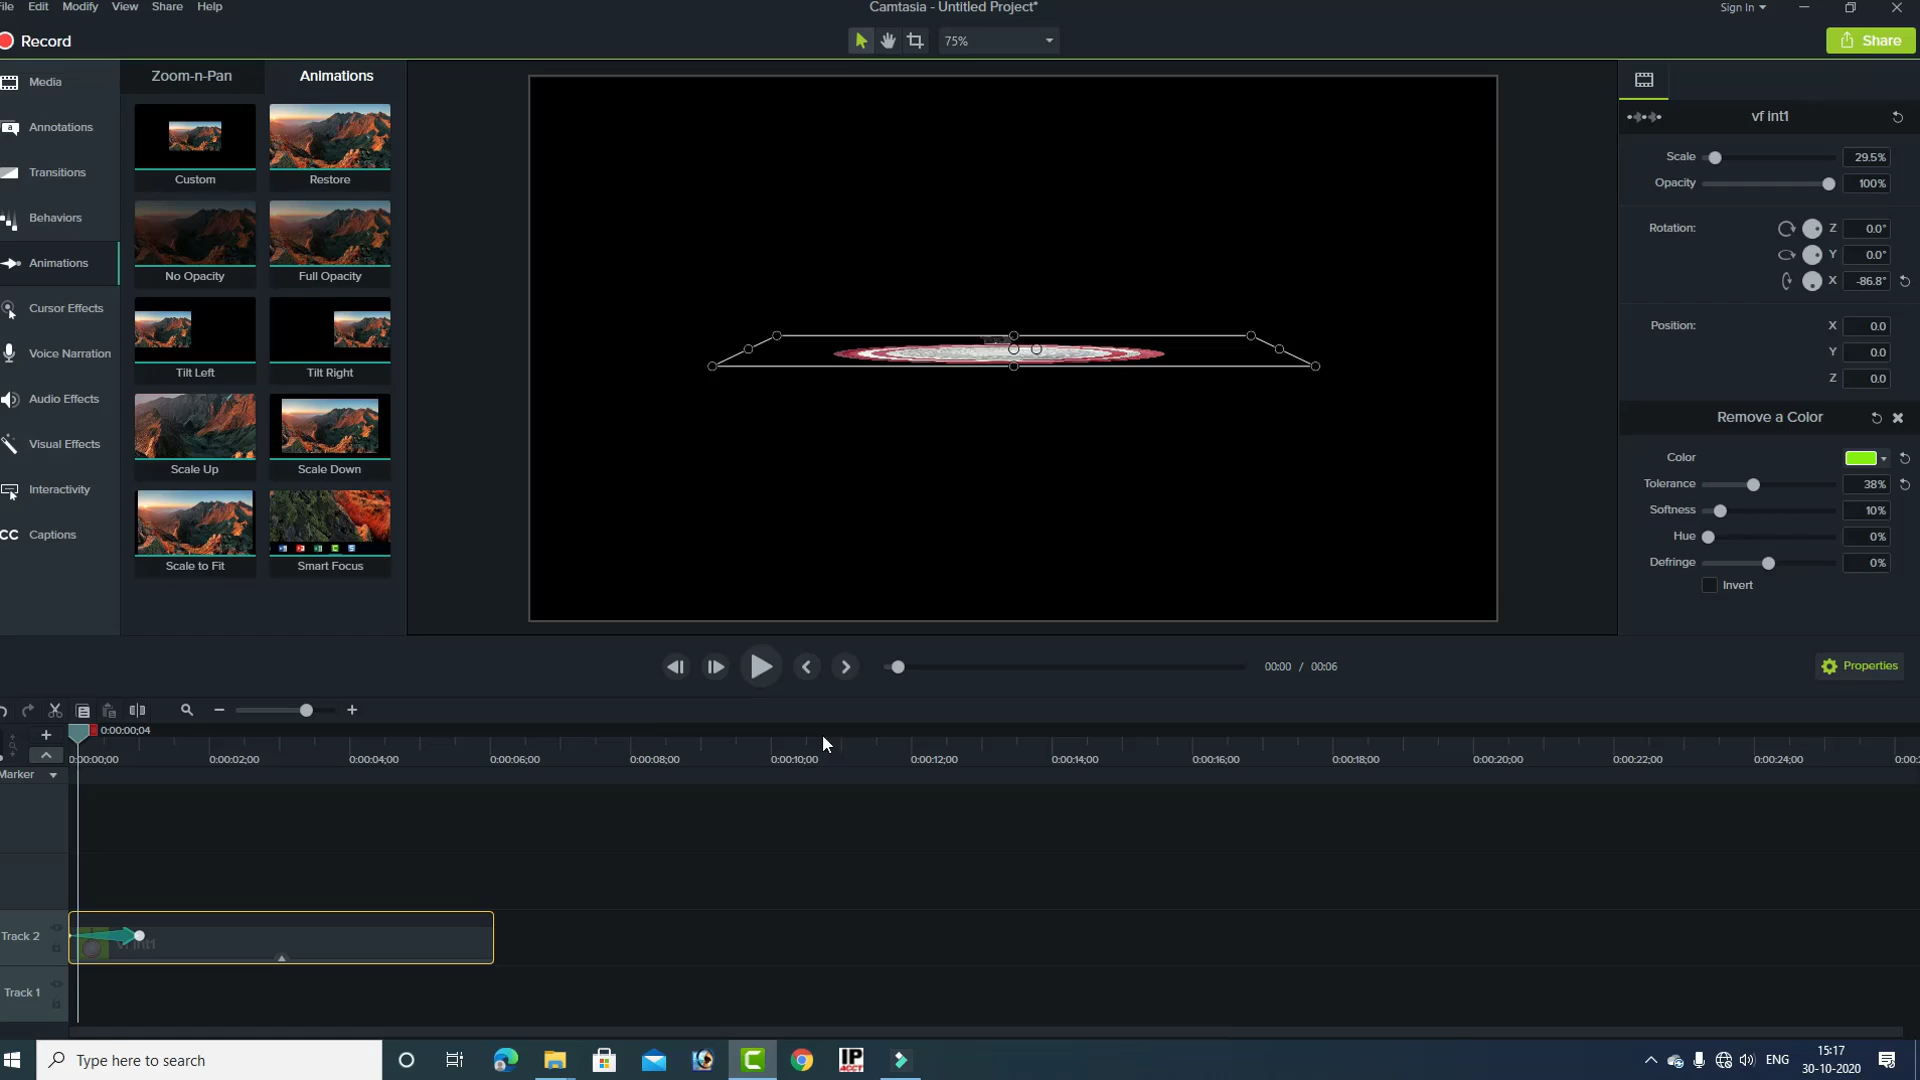 ile Edit Modify View Share Help
Camtasia - Untitled Project*
Sign In
Record
75%
Share
Media
Annotations
Transitions
Behaviors
Animations
Cursor Effects
Voice Narration
Audio Effects
Visual Effects
Interactivity
CC Captions
Zoom-n-Pan Animations
Custom Restore
No Opacity Full Opacity
Tilt Left Tilt Right
Scale Up Scale Down
Scale to Fit Smart Focus
vf int1
Scale 29.5%
Opacity 100%
Rotation: Z 0.0°
Y 0.0°
X -86.8°
Position: X 0.0
Y 0.0
Z 0.0
Remove a Color
Color
Tolerance 38%
Softness 10%
Hue 0%
Defringe 0%
Invert
00:00 / 00:06
Properties
0:00:00;04
0:00:00;00 0:00:02;00 0:00:04;00 0:00:06;00 0:00:08;00 0:00:10;00 0:00:12;00 0:00:14;00 0:00:16;00 0:00:18;00 0:00:20;00 0:00:22;00 0:00:24;00 0:00:2
Marker
Track 2
vf int1
Track 1
Type here to search
IP
ACCT
ENG
15:17
30-10-2020